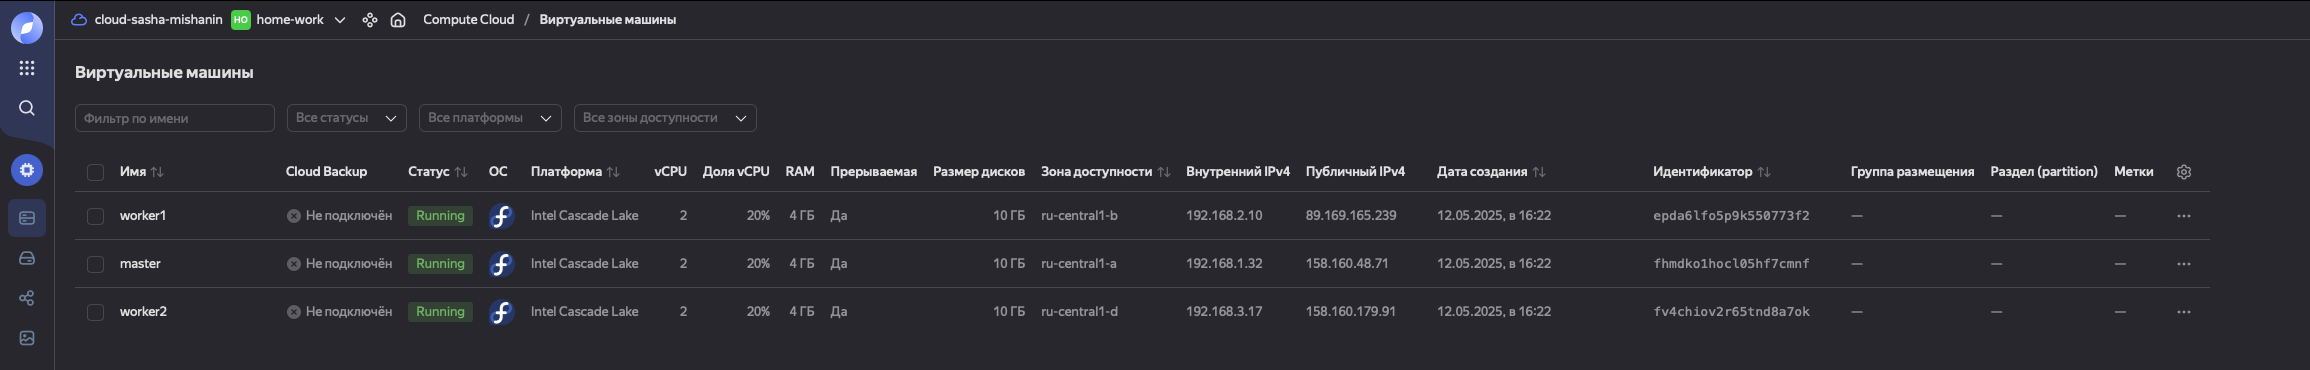 cloud-sasha-mishanin HO home-work Compute Cloud / Виртуальные машины
Виртуальные машины
Фильтр по имени Все статусы Все платформы Все зоны доступности
Имя Cloud Backup Статус ОС Платформа vCPU Доля vCPU RAM Прерываемая Размер дисков Зона доступности Внутренний IPv4 Публичный IPv4 Дата создания Идентификатор Группа размещения Раздел (partition) Метки
worker1 Не подключён Running Intel Cascade Lake 2 20% 4 ГБ Да 10 ГБ ru-central1-b 192.168.2.10 89.169.165.239 12.05.2025, в 16:22 epda6lfo5p9k550773f2 — — —
master Не подключён Running Intel Cascade Lake 2 20% 4 ГБ Да 10 ГБ ru-central1-a 192.168.1.32 158.160.48.71 12.05.2025, в 16:22 fhmdko1hocl05hf7cmnf — — —
worker2 Не подключён Running Intel Cascade Lake 2 20% 4 ГБ Да 10 ГБ ru-central1-d 192.168.3.17 158.160.179.91 12.05.2025, в 16:22 fv4chiov2r65tnd8a7ok — — —